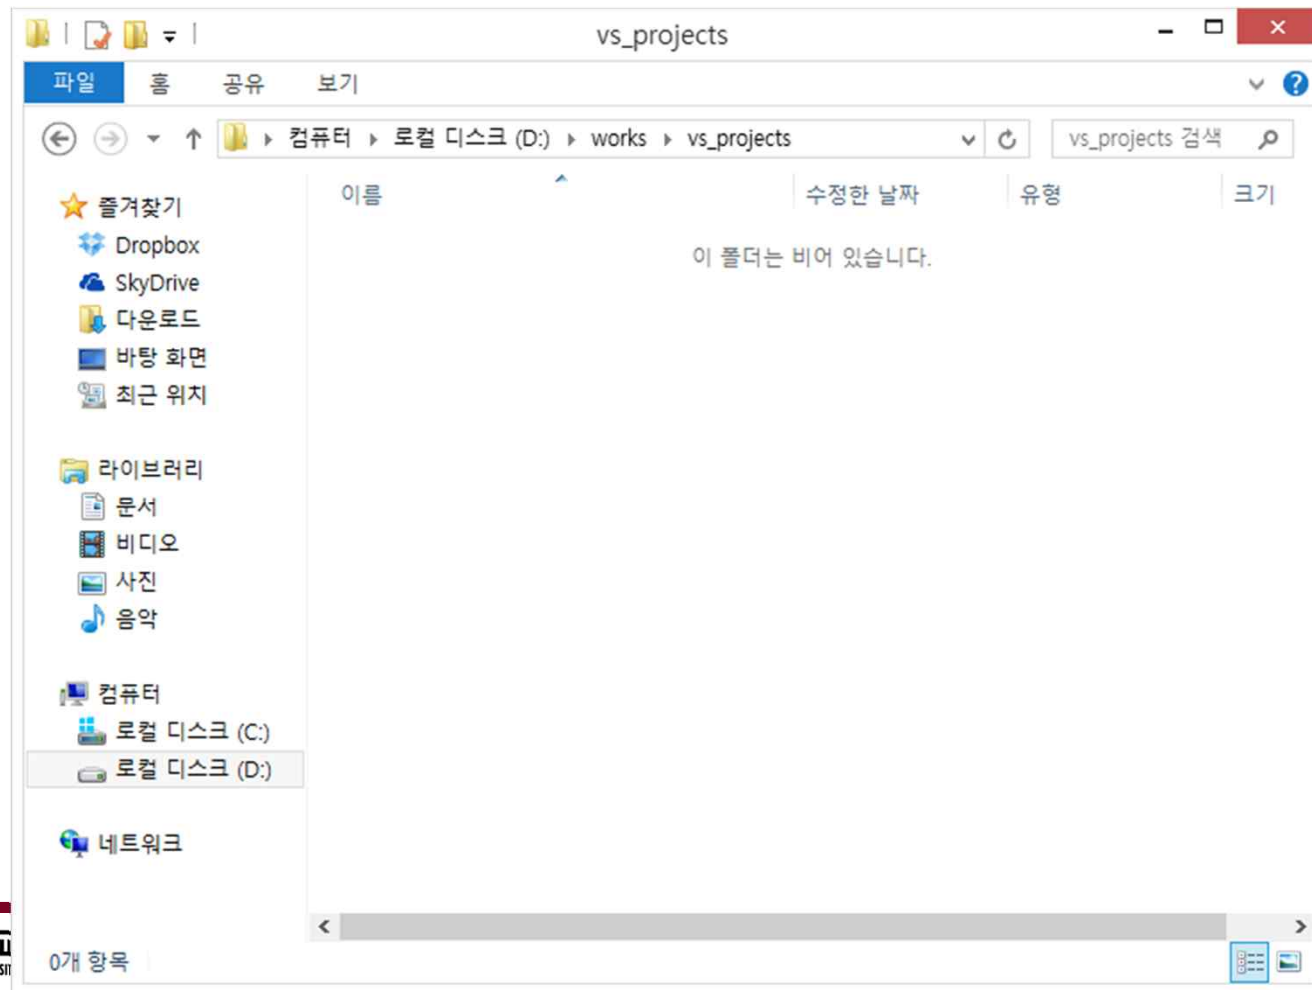 vs_projects
파일 홈 공유 보기
컴퓨터 로컬 디스크 (D:) works vs_projects vs_projects 검색
이름 수정한 날짜 유형 크기
이 폴더는 비어 있습니다.
즐겨찾기
Dropbox
SkyDrive
다운로드
바탕 화면
최근 위치
라이브러리
문서
비디오
사진
음악
컴퓨터
로컬 디스크 (C:)
로컬 디스크 (D:)
네트워크
0개 항목